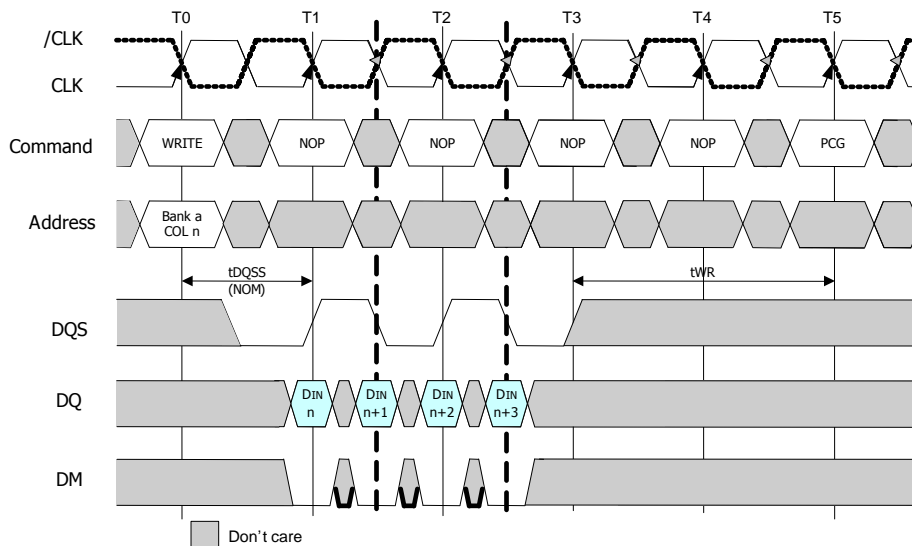 T0 T1 T2 T3 T4 T5
/CLK
CLK
Command WRITE NOP NOP NOP NOP PCG
Address Bank a
COL n
tDQSS
(NOM)
tWR
DQS
DQ DIN n DIN n+1 DIN n+2 DIN n+3
DM
Don't care